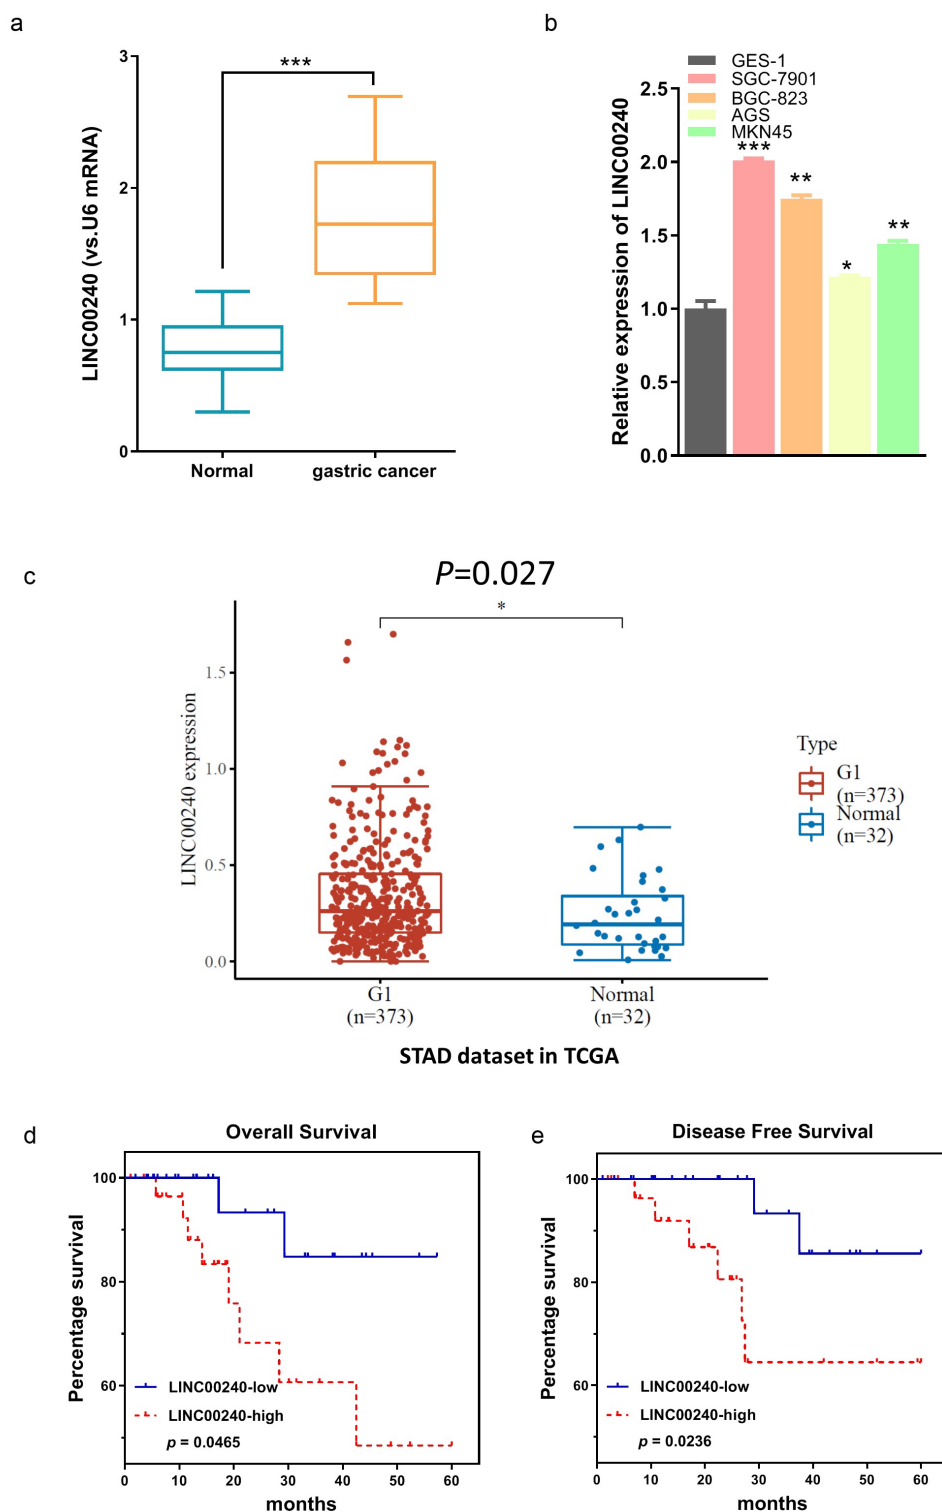 a
***
LINC00240 (vs.U6 mRNA)
3
2
1
0
Normal
gastric cancer
b
GES-1
SGC-7901
BGC-823
AGS
MKN45
Relative expression of LINC00240
2.5
2.0
1.5
1.0
0.5
0.0
***
**
*
**
c
P=0.027
*
LINC00240 expression
1.5
1.0
0.5
0.0
G1
(n=373)
Normal
(n=32)
Type
G1
(n=373)
Normal
(n=32)
STAD dataset in TCGA
d
Overall Survival
Percentage survival
100
80
60
LINC00240-low
LINC00240-high
p = 0.0465
0 10 20 30 40 50 60
months
e
Disease Free Survival
Percentage survival
100
80
60
LINC00240-low
LINC00240-high
p = 0.0236
0 10 20 30 40 50 60
months